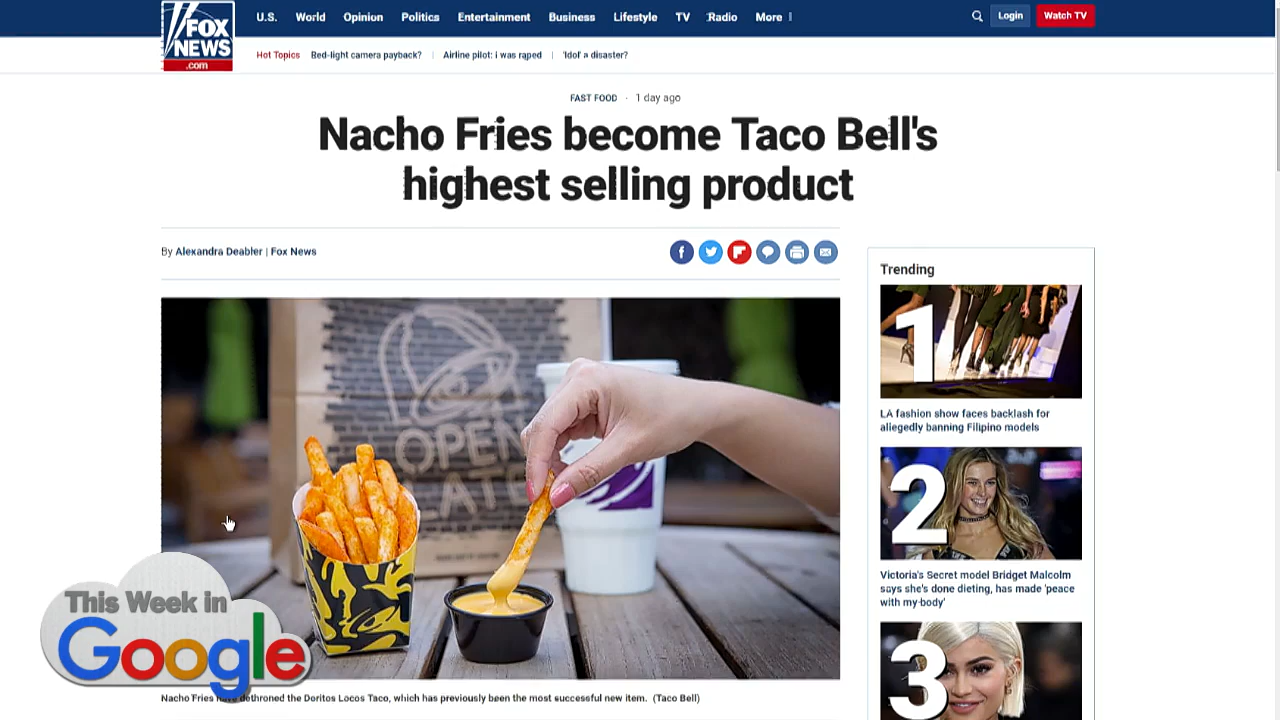 FOX
NEWS
.com
U.S. World Opinion Politics Entertainment Business Lifestyle TV Radio More
Login
Watch TV
Hot Topics Red-light camera payback? Airline pilot: i was raped 'Idol' a disaster?
FAST FOOD · 1 day ago
Nacho Fries become Taco Bell's
highest selling product
By Alexandra Deabler | Fox News
OPEN
AT
Nacho Fries have dethroned the Doritos Locos Taco, which has previously been the most successful new item. (Taco Bell)
Trending
1
LA fashion show faces backlash for
allegedly banning Filipino models
2
Victoria's Secret model Bridget Malcolm
says she's done dieting, has made 'peace
with my body'
3
This Week in
Google